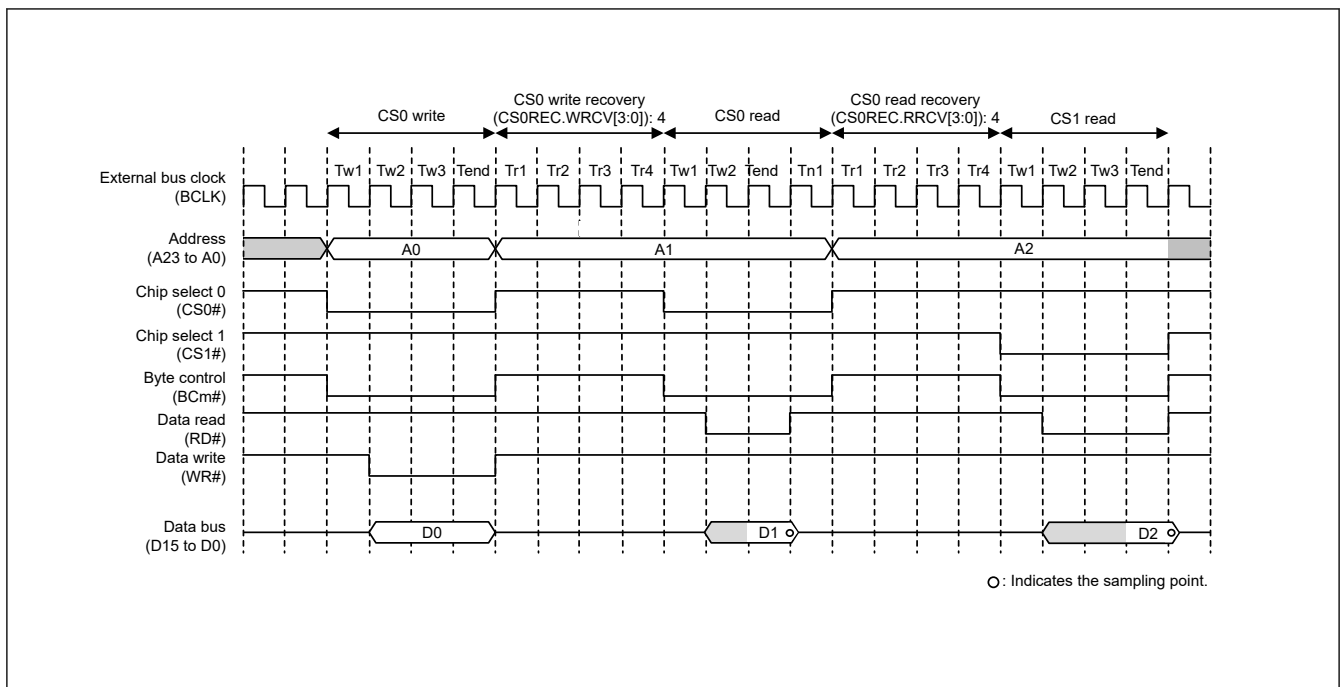 CS0 write
CS0 write recovery
(CS0REC.WRCV[3:0]): 4
CS0 read
CS0 read recovery
(CS0REC.RRCV[3:0]): 4
CS1 read
External bus clock
(BCLK)
Tw1 Tw2 Tw3 Tend Tr1 Tr2 Tr3 Tr4 Tw1 Tw2 Tend Tn1 Tr1 Tr2 Tr3 Tr4 Tw1 Tw2 Tw3 Tend
Address
(A23 to A0)
A0 A1 A2
Chip select 0
(CS0#)
Chip select 1
(CS1#)
Byte control
(BCm#)
Data read
(RD#)
Data write
(WR#)
Data bus
(D15 to D0)
D0 D1 D2
: Indicates the sampling point.